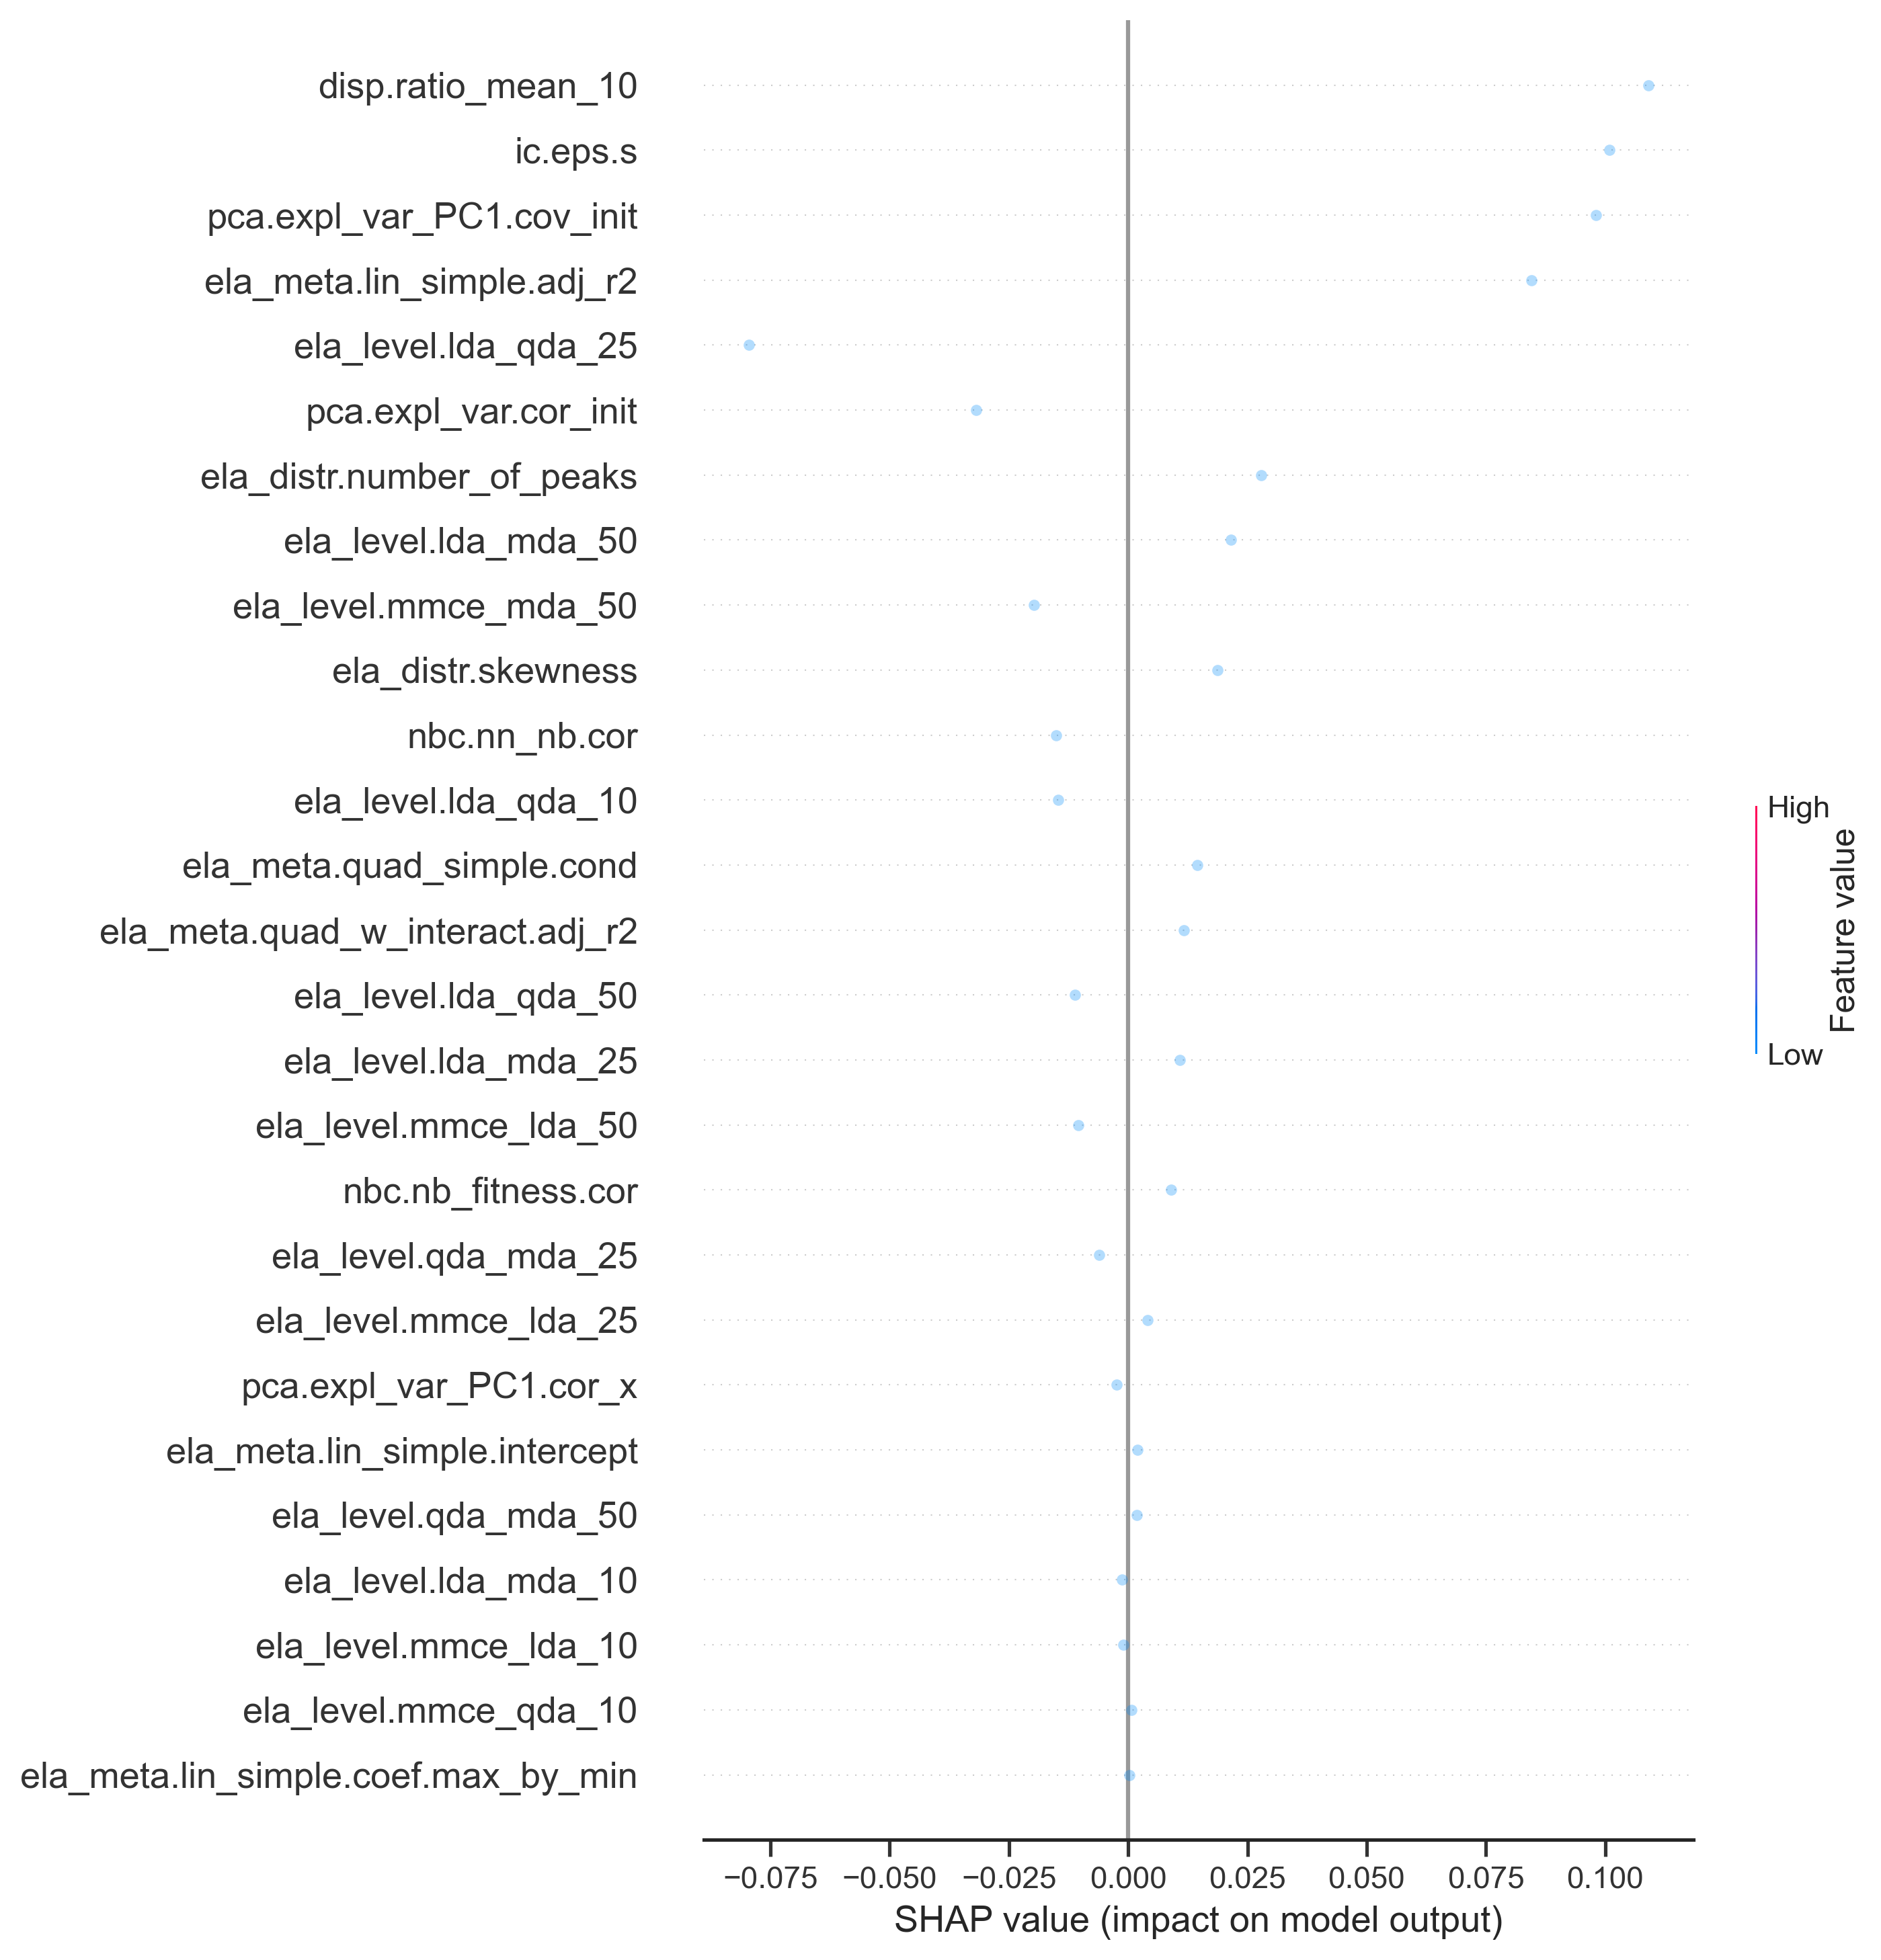 disp.ratio_mean_10
ic.eps.s
pca.expl_var_PC1.cov_init
ela_meta.lin_simple.adj_r2
ela_level.lda_qda_25
pca.expl_var.cor_init
ela_distr.number_of_peaks
ela_level.lda_mda_50
ela_level.mmce_mda_50
ela_distr.skewness
nbc.nn_nb.cor
ela_level.lda_qda_10
ela_meta.quad_simple.cond
ela_meta.quad_w_interact.adj_r2
ela_level.lda_qda_50
ela_level.lda_mda_25
ela_level.mmce_lda_50
nbc.nb_fitness.cor
ela_level.qda_mda_25
ela_level.mmce_lda_25
pca.expl_var_PC1.cor_x
ela_meta.lin_simple.intercept
ela_level.qda_mda_50
ela_level.lda_mda_10
ela_level.mmce_lda_10
ela_level.mmce_qda_10
ela_meta.lin_simple.coef.max_by_min
−0.075 −0.050 −0.025 0.000 0.025 0.050 0.075 0.100
SHAP value (impact on model output)
High
Feature value
Low